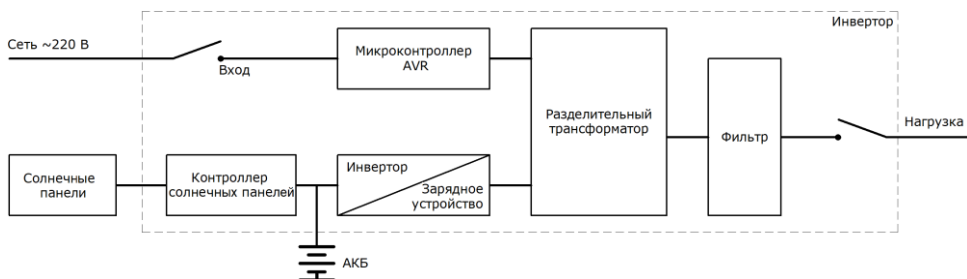 Инвертор
Сеть ~220 В
Вход
Микроконтроллер
AVR
Разделительный
трансформатор
Фильтр
Нагрузка
Солнечные
панели
Контроллер
солнечных панелей
Инвертор
Зарядное
устройство
АКБ